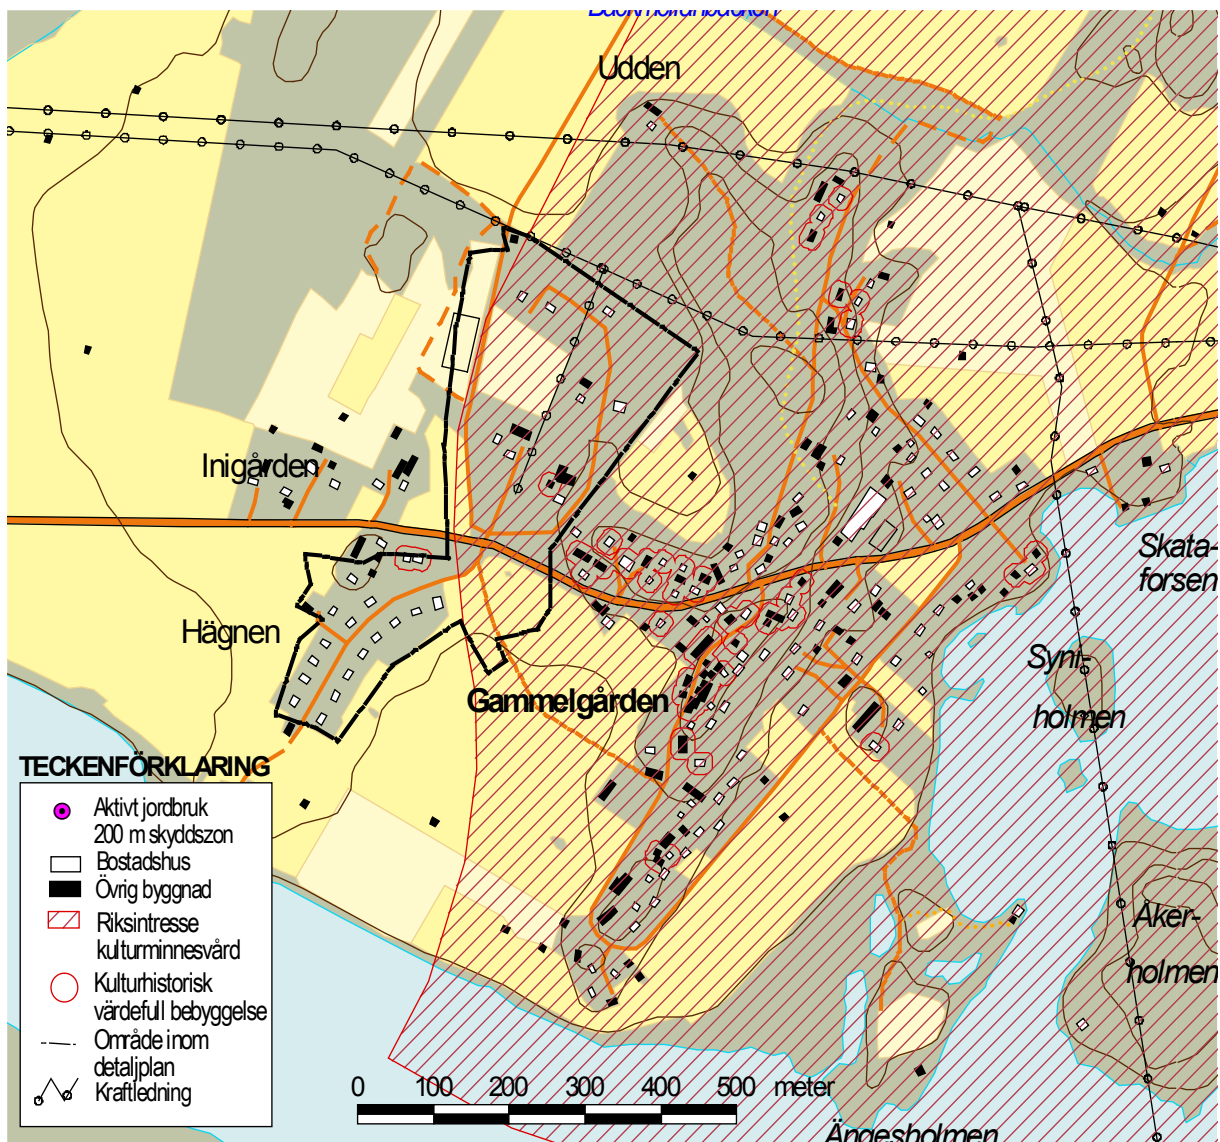 Udden
Inigården
Hägnen
Gammelgården
Skata-
forsen
Syni-
holmen
Åker-
holmen
Ängesholmen
TECKENFÖRKLARING
Aktivt jordbruk
200 m skyddszon
Bostadshus
Övrig byggnad
Riksintresse
kulturminnesvård
Kulturhistorisk
värdefull bebyggelse
Område inom
detaljplan
Kraftledning
0 100 200 300 400 500 meter